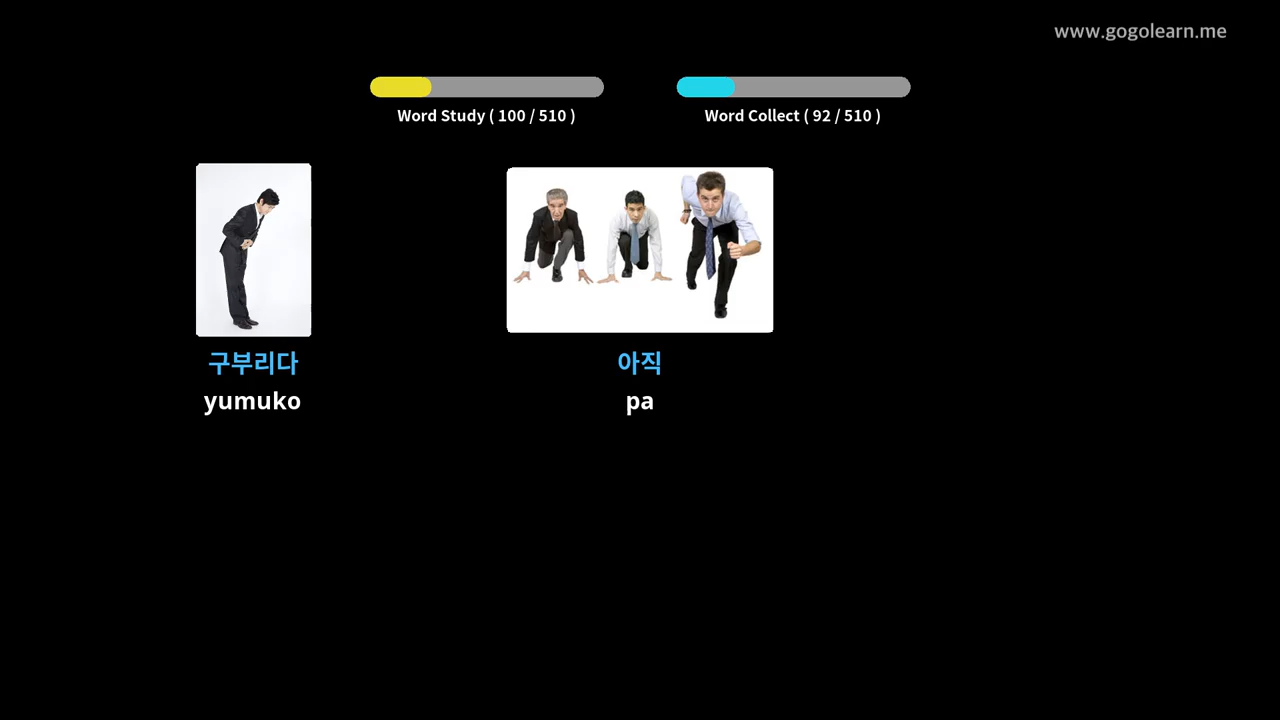 www.gogolearn.me
Word Study ( 100 / 510 )
Word Collect ( 92 / 510 )
구부리다
yumuko
아직
pa